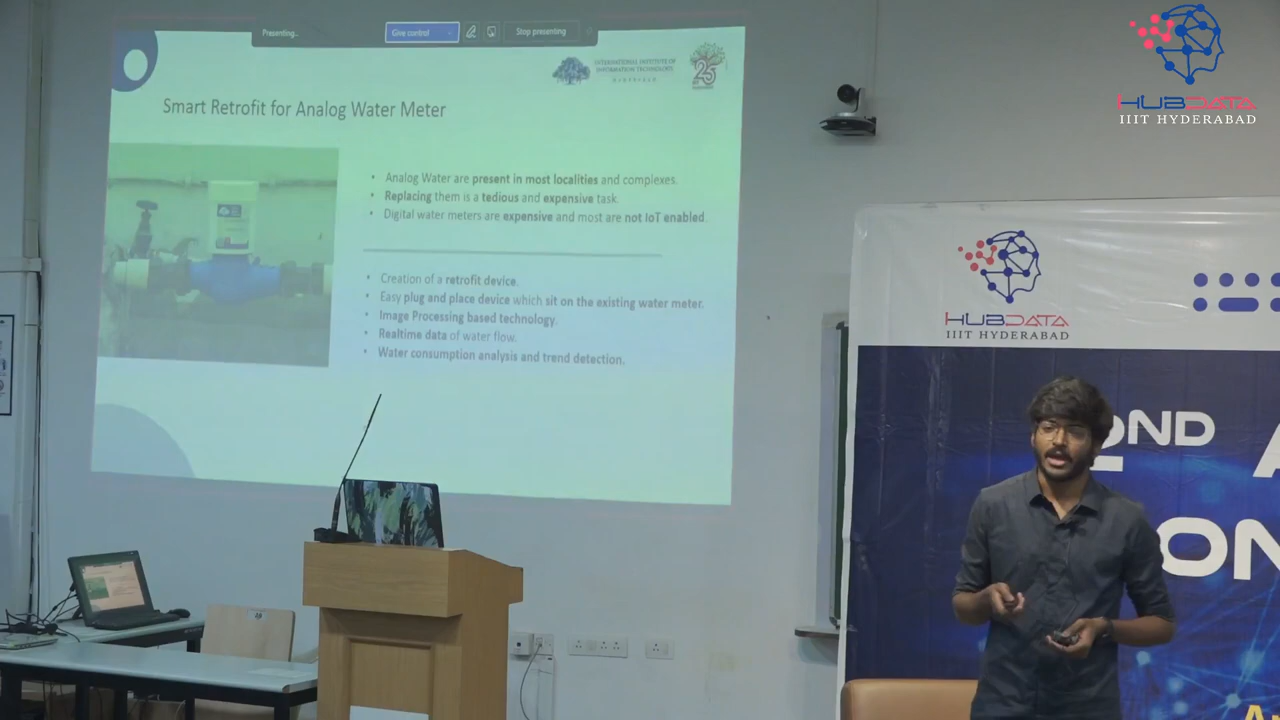 Presenting...
Give control
Stop presenting
INTERNATIONAL INSTITUTE OF
INFORMATION TECHNOLOGY
HYDERABAD
25
Smart Retrofit for Analog Water Meter
• Analog Water are present in most localities and complexes.
• Replacing them is a tedious and expensive task.
• Digital water meters are expensive and most are not IoT enabled
• Creation of a retrofit device.
• Easy plug and place device which sit on the existing water meter.
• Image Processing based technology.
• Realtime data of water flow.
• Water consumption analysis and trend detection.
HUBDATA
IIIT HYDERABAD
HUBDATA
IIIT HYDERABAD
2ND A
ON